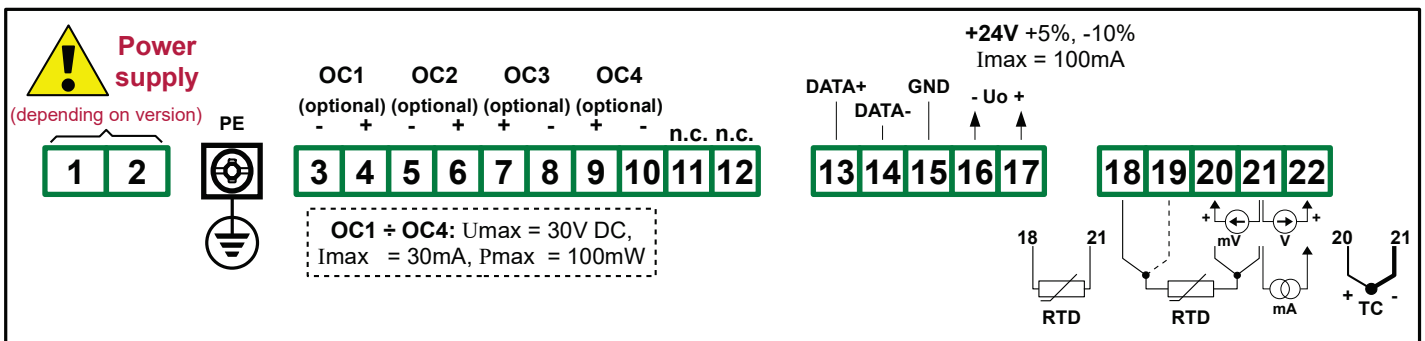 Power
supply
(depending on version)
PE
OC1 OC2 OC3 OC4
(optional) (optional) (optional) (optional)
- + - + + - + -
n.c. n.c.
DATA+
DATA-
GND
+24V +5%, -10%
Imax = 100mA
- Uo +
1 2
3 4 5 6 7 8 9 10 11 12
13 14 15 16 17
18 19 20 21 22
OC1 ÷ OC4: Umax = 30V DC,
Imax = 30mA, Pmax = 100mW
18 21
RTD
RTD
+ mV
V +
mA
20 21
+ TC -